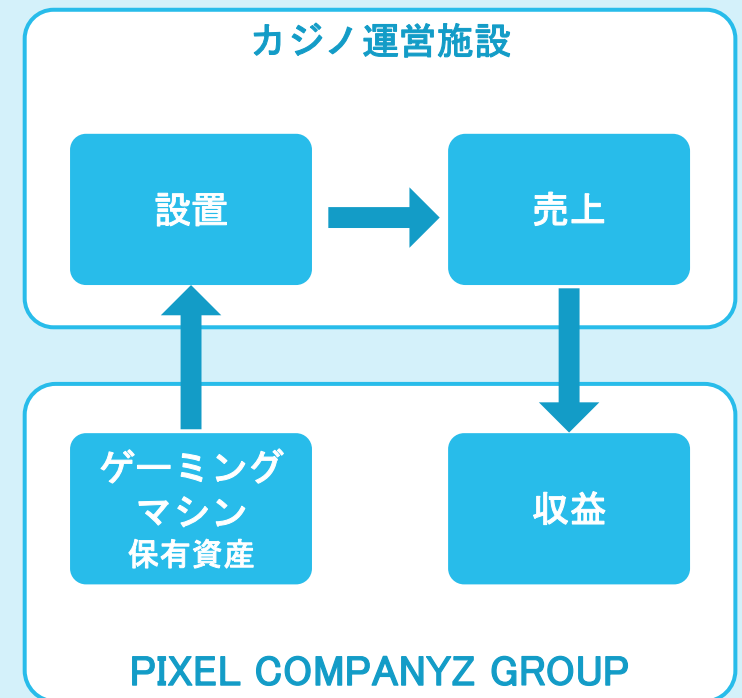 カジノ運営施設
設置
売上
ゲーミング
マシン
保有資産
収益
PIXEL COMPANYZ GROUP